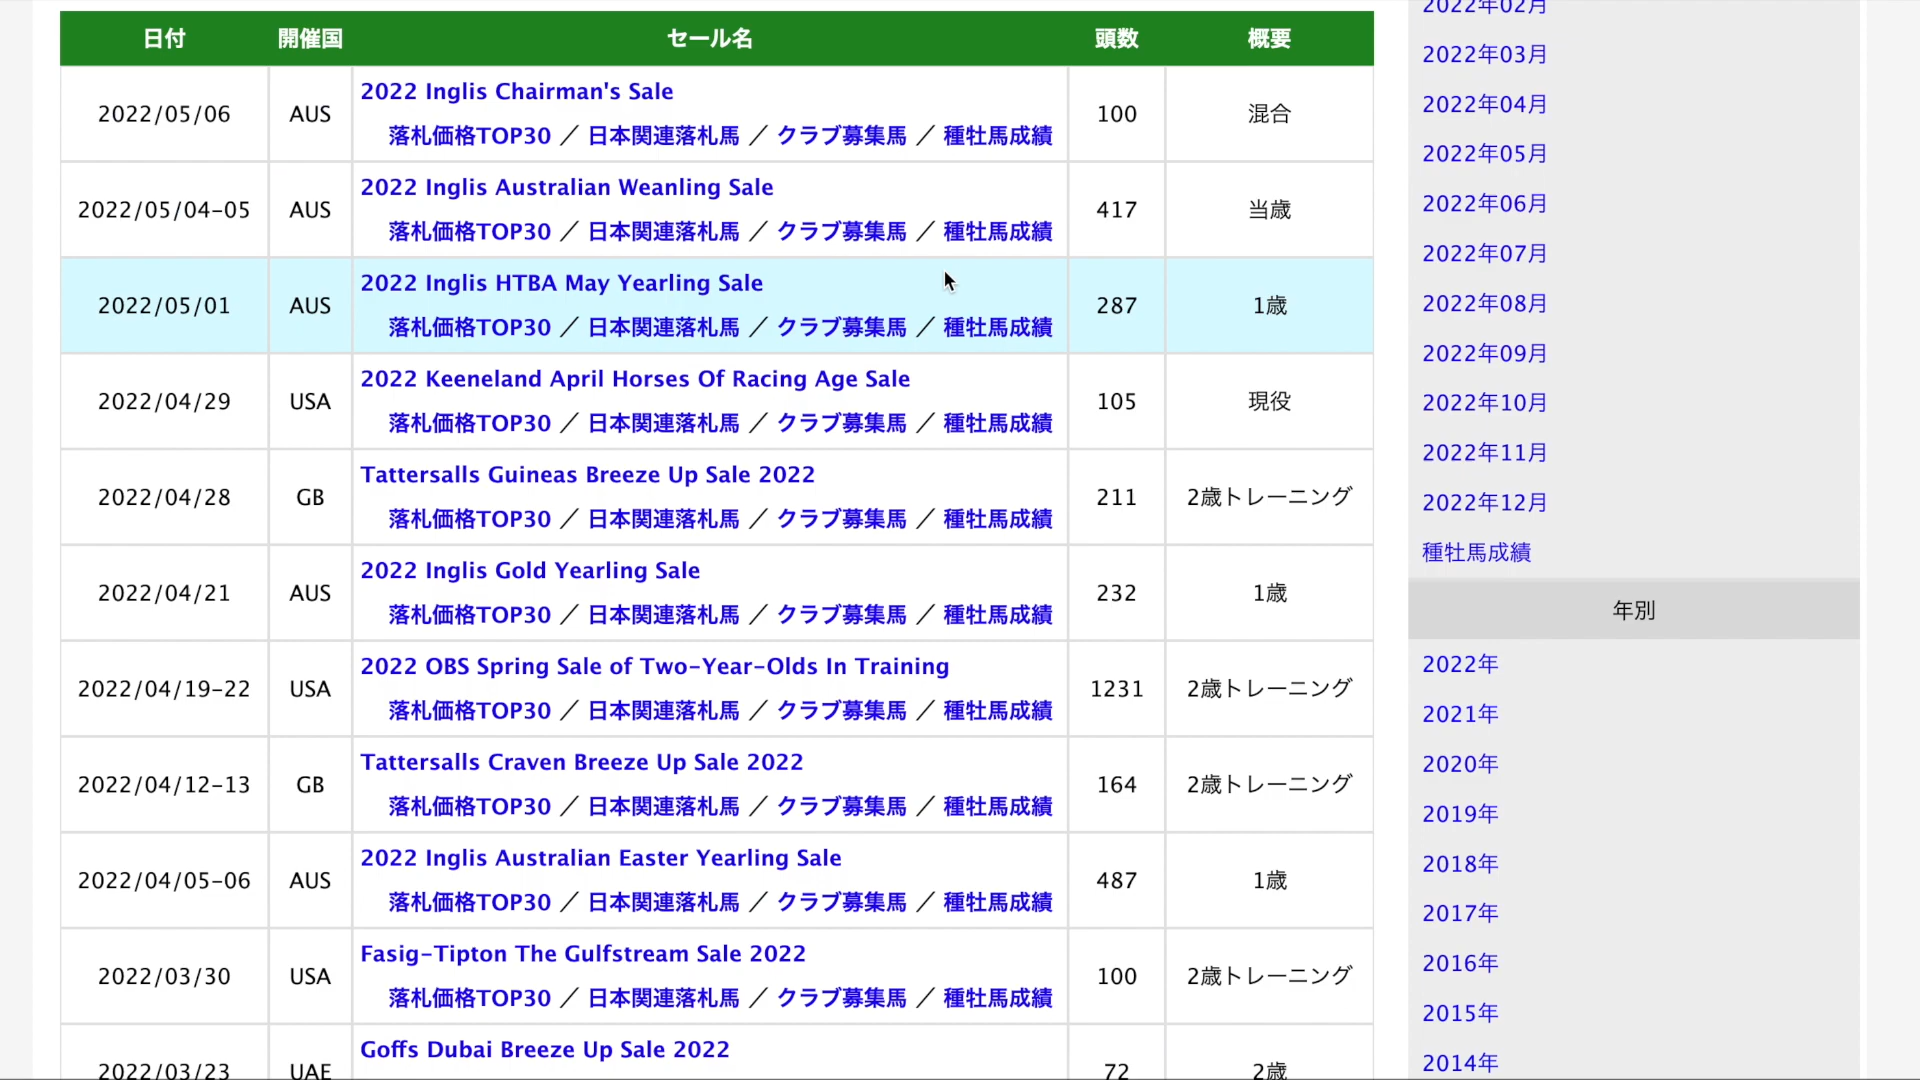 日付 開催国 セール名 頭数 概要
2022/05/06 AUS 2022 Inglis Chairman's Sale 100 混合
落札価格TOP30 ／ 日本関連落札馬 ／ クラブ募集馬 ／ 種牡馬成績
2022/05/04-05 AUS 2022 Inglis Australian Weanling Sale 417 当歳
落札価格TOP30 ／ 日本関連落札馬 ／ クラブ募集馬 ／ 種牡馬成績
2022/05/01 AUS 2022 Inglis HTBA May Yearling Sale 287 1歳
落札価格TOP30 ／ 日本関連落札馬 ／ クラブ募集馬 ／ 種牡馬成績
2022/04/29 USA 2022 Keeneland April Horses Of Racing Age Sale 105 現役
落札価格TOP30 ／ 日本関連落札馬 ／ クラブ募集馬 ／ 種牡馬成績
2022/04/28 GB Tattersalls Guineas Breeze Up Sale 2022 211 2歳トレーニング
落札価格TOP30 ／ 日本関連落札馬 ／ クラブ募集馬 ／ 種牡馬成績
2022/04/21 AUS 2022 Inglis Gold Yearling Sale 232 1歳
落札価格TOP30 ／ 日本関連落札馬 ／ クラブ募集馬 ／ 種牡馬成績
2022/04/19-22 USA 2022 OBS Spring Sale of Two-Year-Olds In Training 1231 2歳トレーニング
落札価格TOP30 ／ 日本関連落札馬 ／ クラブ募集馬 ／ 種牡馬成績
2022/04/12-13 GB Tattersalls Craven Breeze Up Sale 2022 164 2歳トレーニング
落札価格TOP30 ／ 日本関連落札馬 ／ クラブ募集馬 ／ 種牡馬成績
2022/04/05-06 AUS 2022 Inglis Australian Easter Yearling Sale 487 1歳
落札価格TOP30 ／ 日本関連落札馬 ／ クラブ募集馬 ／ 種牡馬成績
2022/03/30 USA Fasig-Tipton The Gulfstream Sale 2022 100 2歳トレーニング
落札価格TOP30 ／ 日本関連落札馬 ／ クラブ募集馬 ／ 種牡馬成績
2022/03/23 UAE Goffs Dubai Breeze Up Sale 2022 72 2歳
2022年02月
2022年03月
2022年04月
2022年05月
2022年06月
2022年07月
2022年08月
2022年09月
2022年10月
2022年11月
2022年12月
種牡馬成績
年別
2022年
2021年
2020年
2019年
2018年
2017年
2016年
2015年
2014年